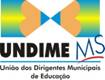 UNDIME MS
União dos Dirigentes Municipais
de Educação